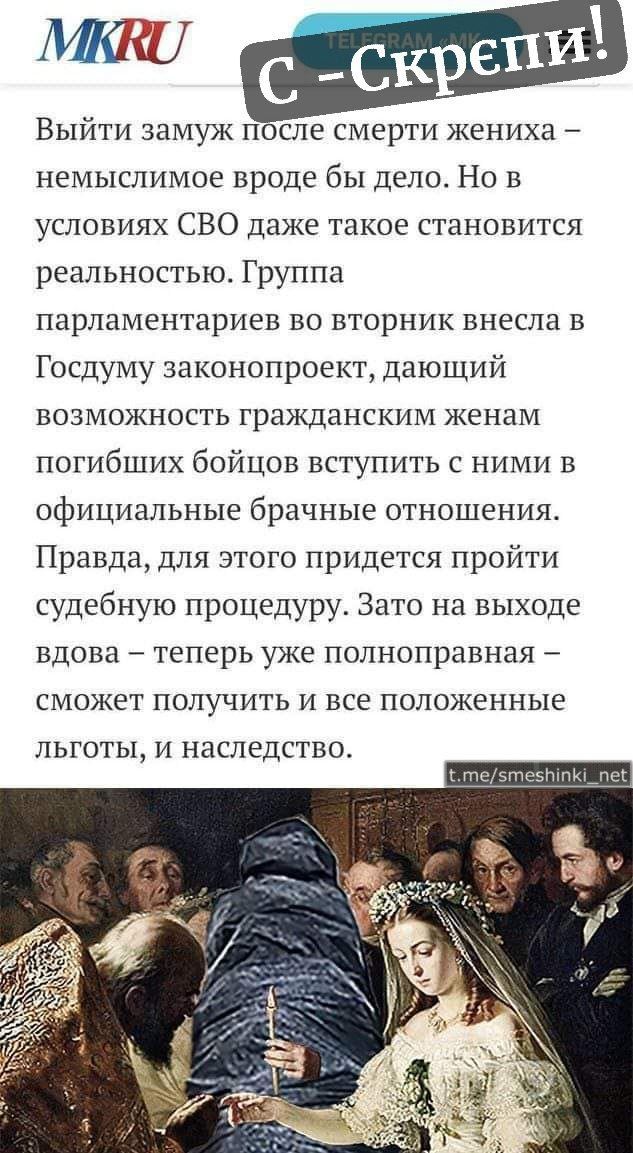 MKRU
TELEGRAM «MK
С -Скрєпи!
Выйти замуж после смерти жениха –
немыслимое вроде бы дело. Но в
условиях СВО даже такое становится
реальностью. Группа
парламентариев во вторник внесла в
Госдуму законопроект, дающий
возможность гражданским женам
погибших бойцов вступить с ними в
официальные брачные отношения.
Правда, для этого придется пройти
судебную процедуру. Зато на выходе
вдова – теперь уже полноправная –
сможет получить и все положенные
льготы, и наследство.
t.me/smeshinki_net